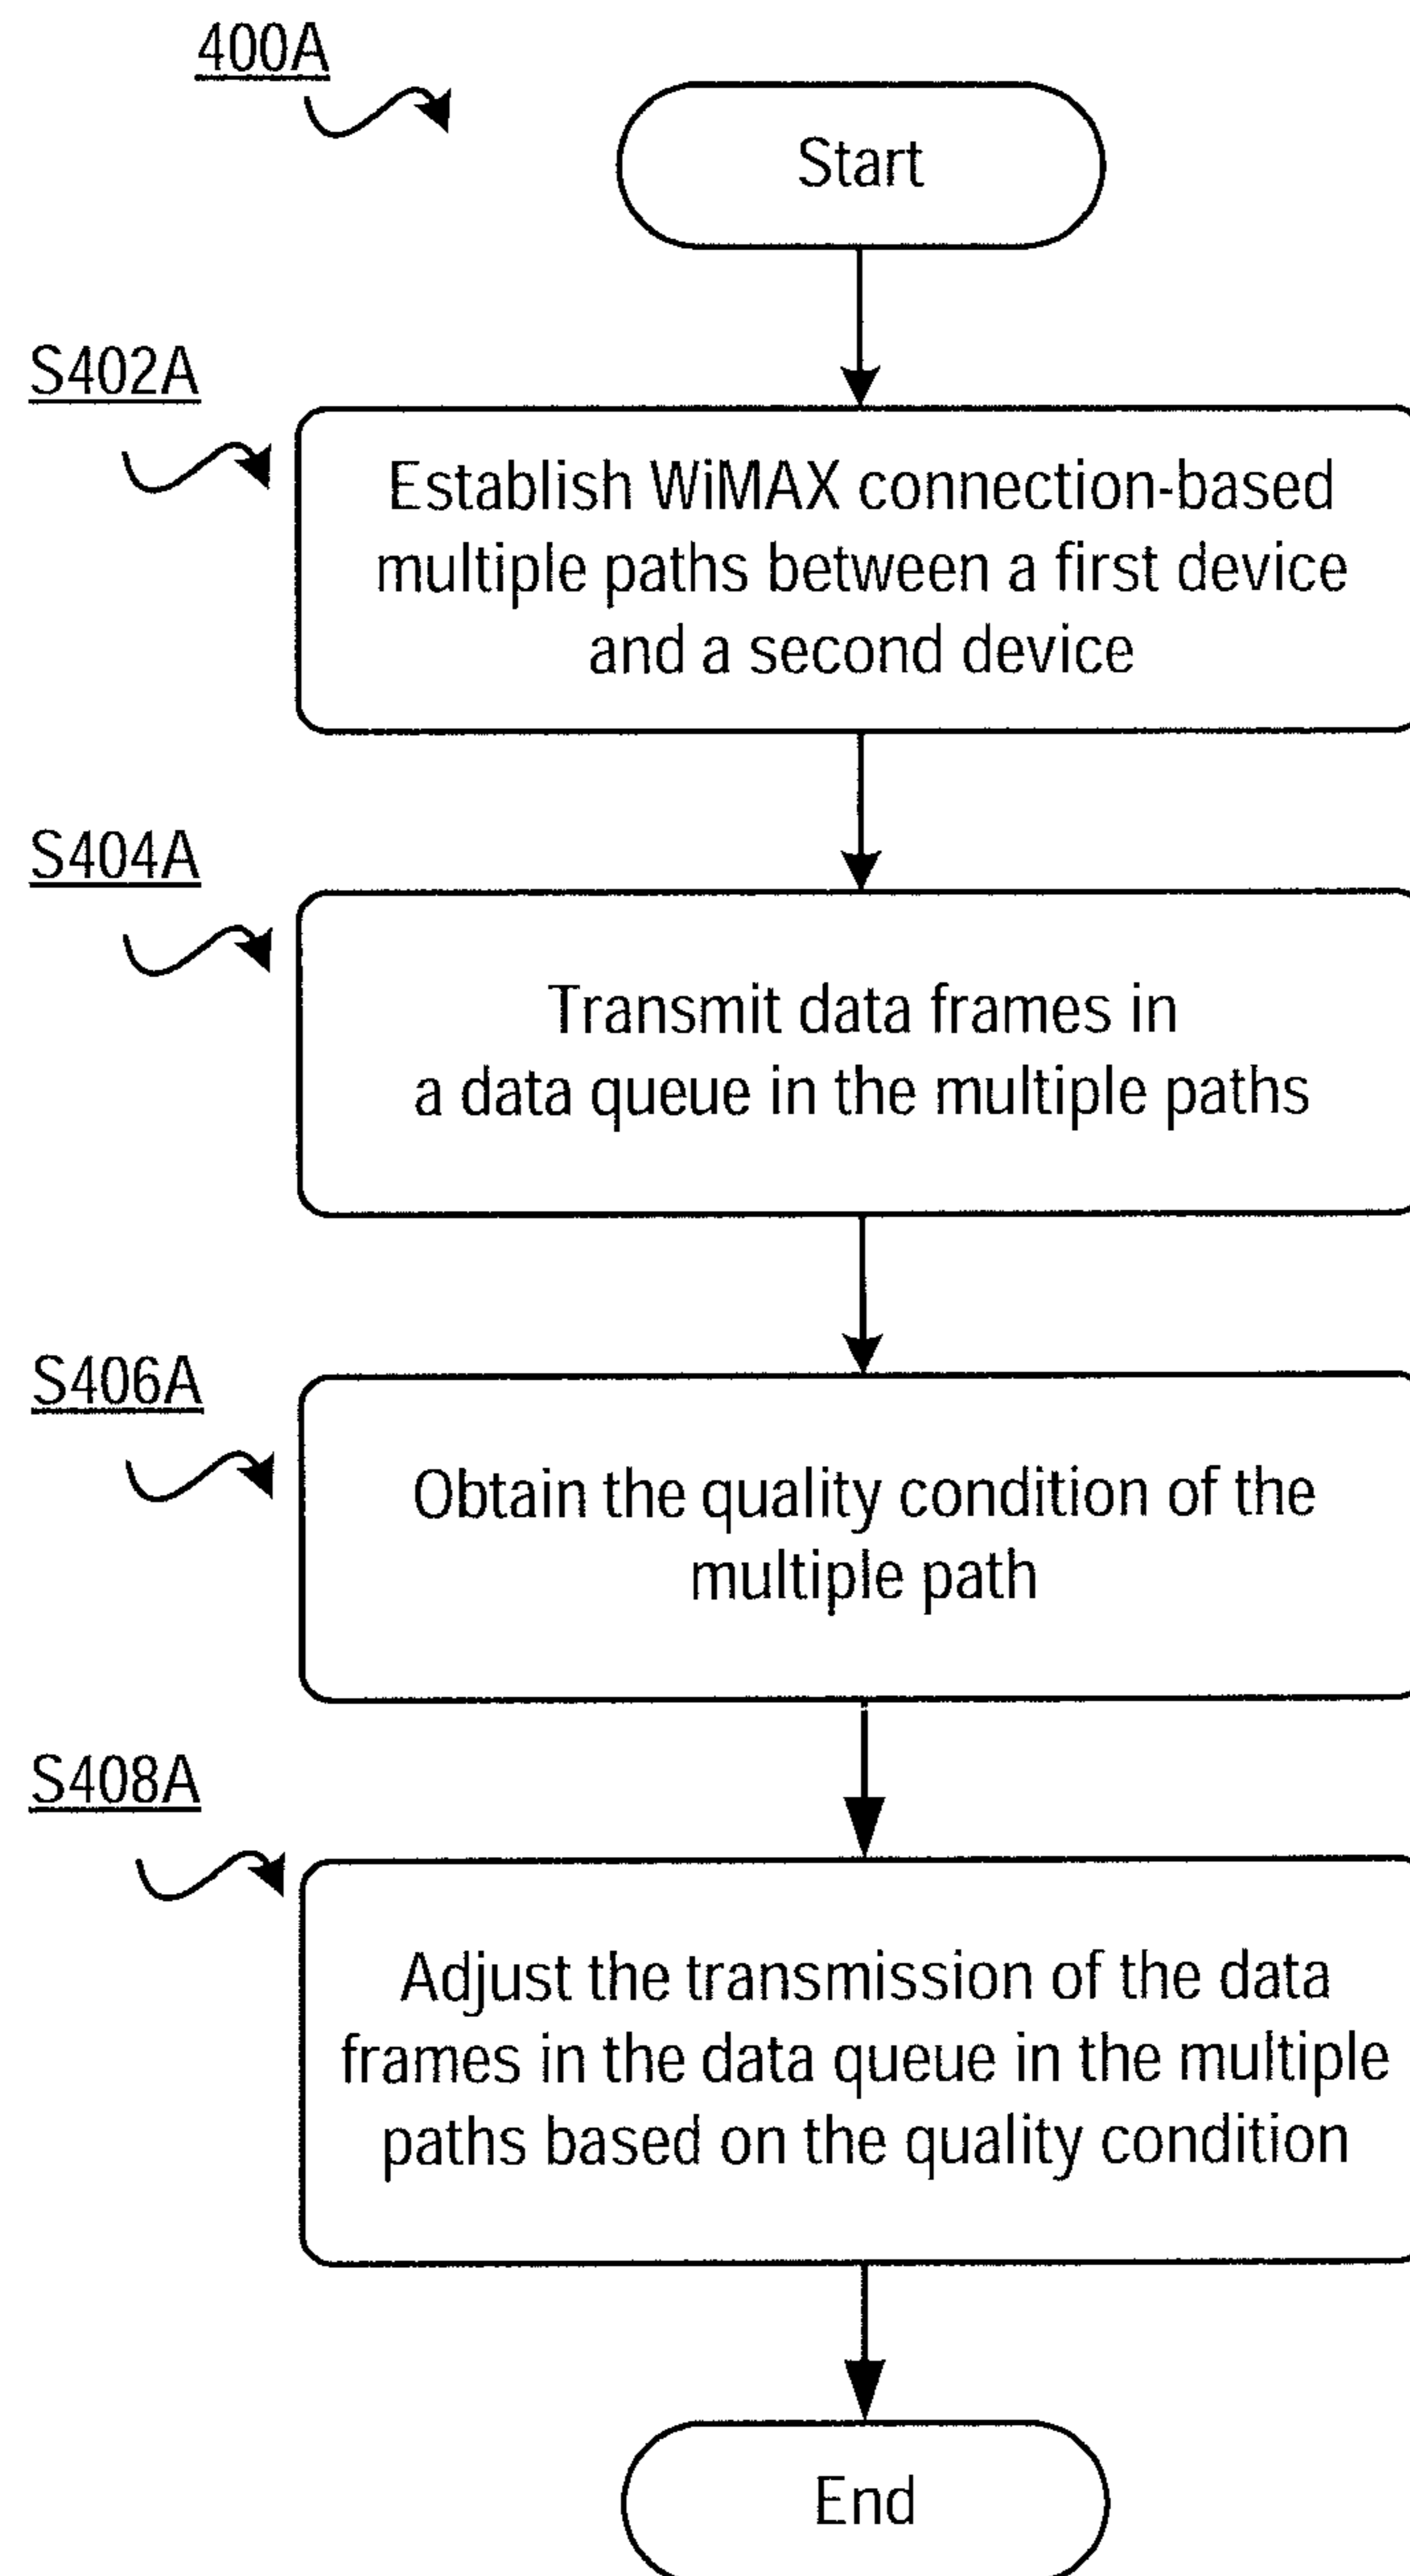 400A
Start
S402A
Establish WiMAX connection-based
multiple paths between a first device
and a second device
S404A
Transmit data frames in
a data queue in the multiple paths
S406A
Obtain the quality condition of the
multiple path
S408A
Adjust the transmission of the data
frames in the data queue in the multiple
paths based on the quality condition
End